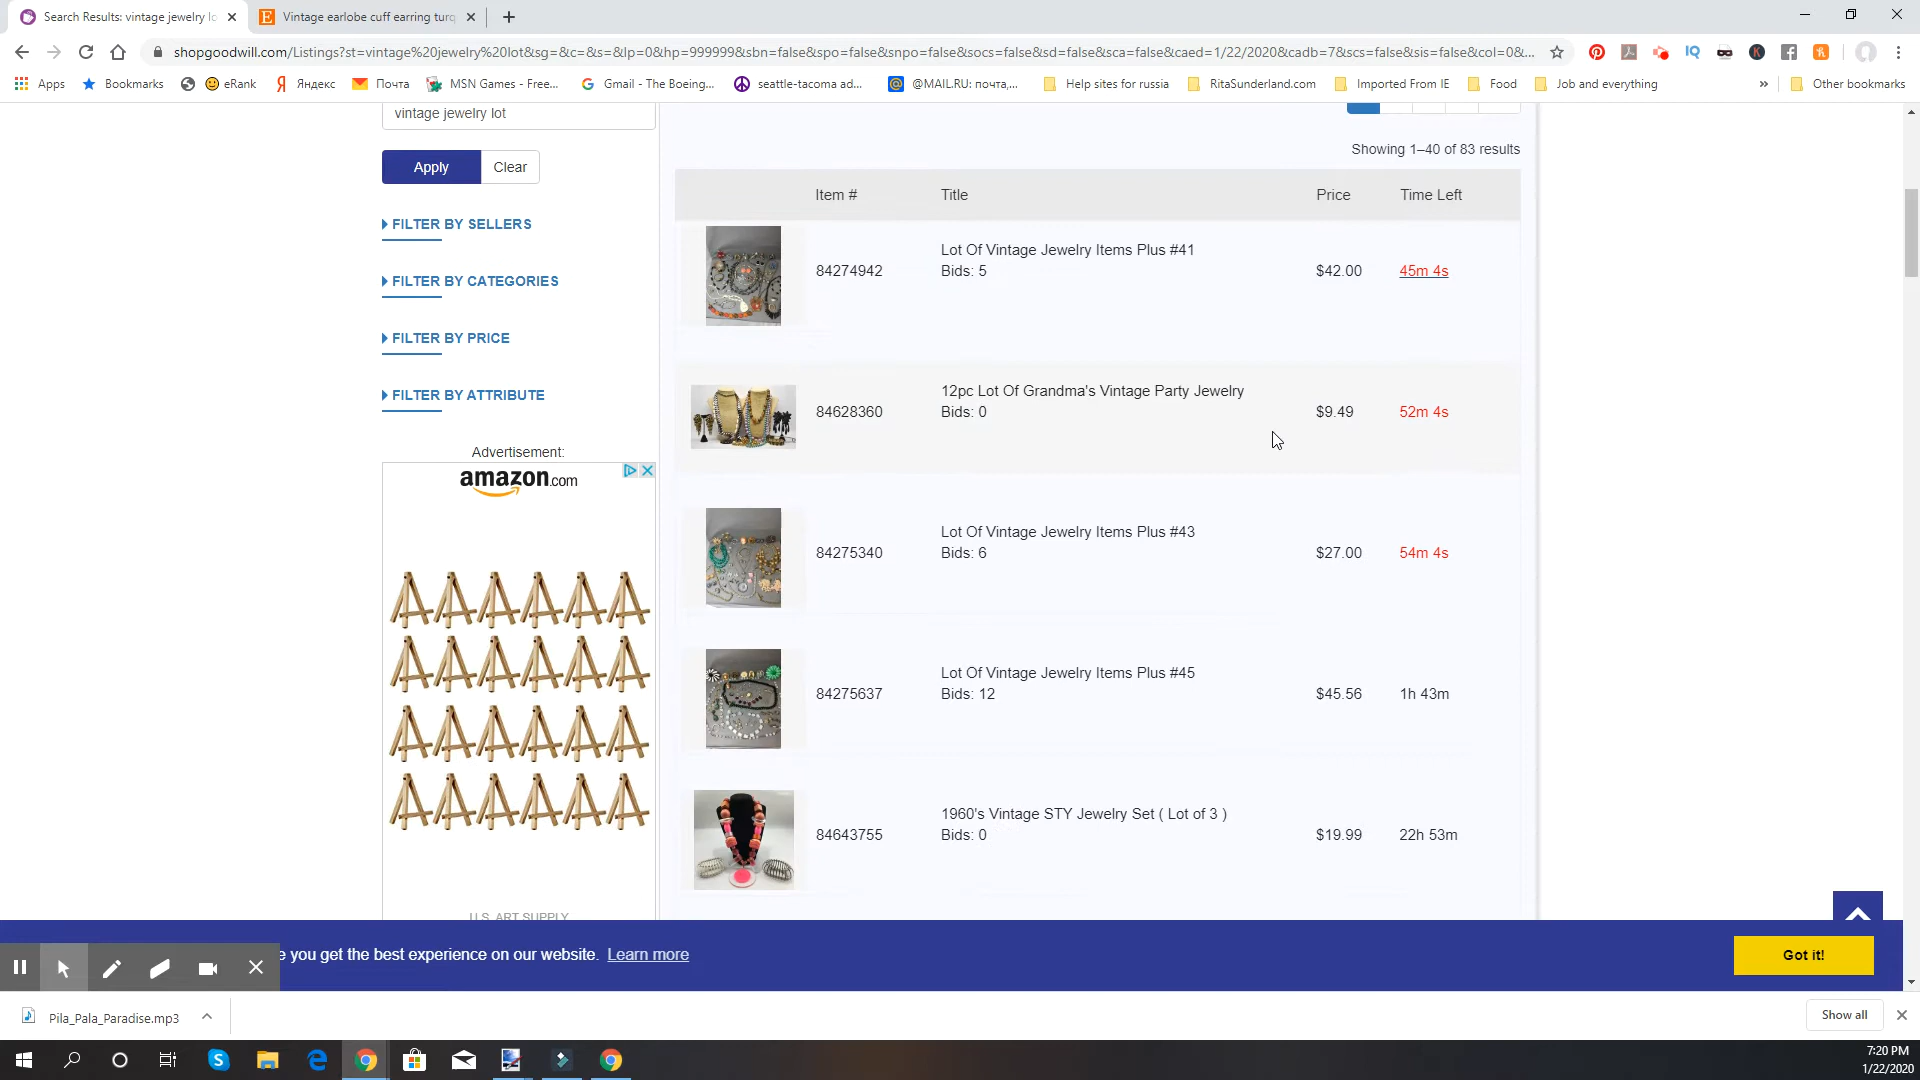 Search Results: vintage jewelry lo
Vintage earlobe cuff earring turq
shopgoodwill.com/Listings?st=vintage%20jewelry%20lot&sg=&c=&s=&lp=0&hp=999999&sbn=false&spo=false&snpo=false&socs=false&sd=false&sca=false&caed=1/22/2020&cadb=7&scs=false&sis=false&col=0&...
Apps
Bookmarks
eRank
Яндекс
Почта
MSN Games - Free...
Gmail - The Boeing...
seattle-tacoma ad...
@MAIL.RU: почта,...
Help sites for russia
RitaSunderland.com
Imported From IE
Food
Job and everything
»
Other bookmarks
vintage jewelry lot
Apply
Clear
FILTER BY SELLERS
FILTER BY CATEGORIES
FILTER BY PRICE
FILTER BY ATTRIBUTE
Advertisement:
amazon.com
U.S. ART SUPPLY
Showing 1–40 of 83 results
Item # Title Price Time Left
Lot Of Vintage Jewelry Items Plus #41
84274942 Bids: 5 $42.00 45m 4s
12pc Lot Of Grandma's Vintage Party Jewelry
84628360 Bids: 0 $9.49 52m 4s
Lot Of Vintage Jewelry Items Plus #43
84275340 Bids: 6 $27.00 54m 4s
Lot Of Vintage Jewelry Items Plus #45
84275637 Bids: 12 $45.56 1h 43m
1960's Vintage STY Jewelry Set ( Lot of 3 )
84643755 Bids: 0 $19.99 22h 53m
e you get the best experience on our website. Learn more
Got it!
Pila_Pala_Paradise.mp3
Show all
7:20 PM
1/22/2020